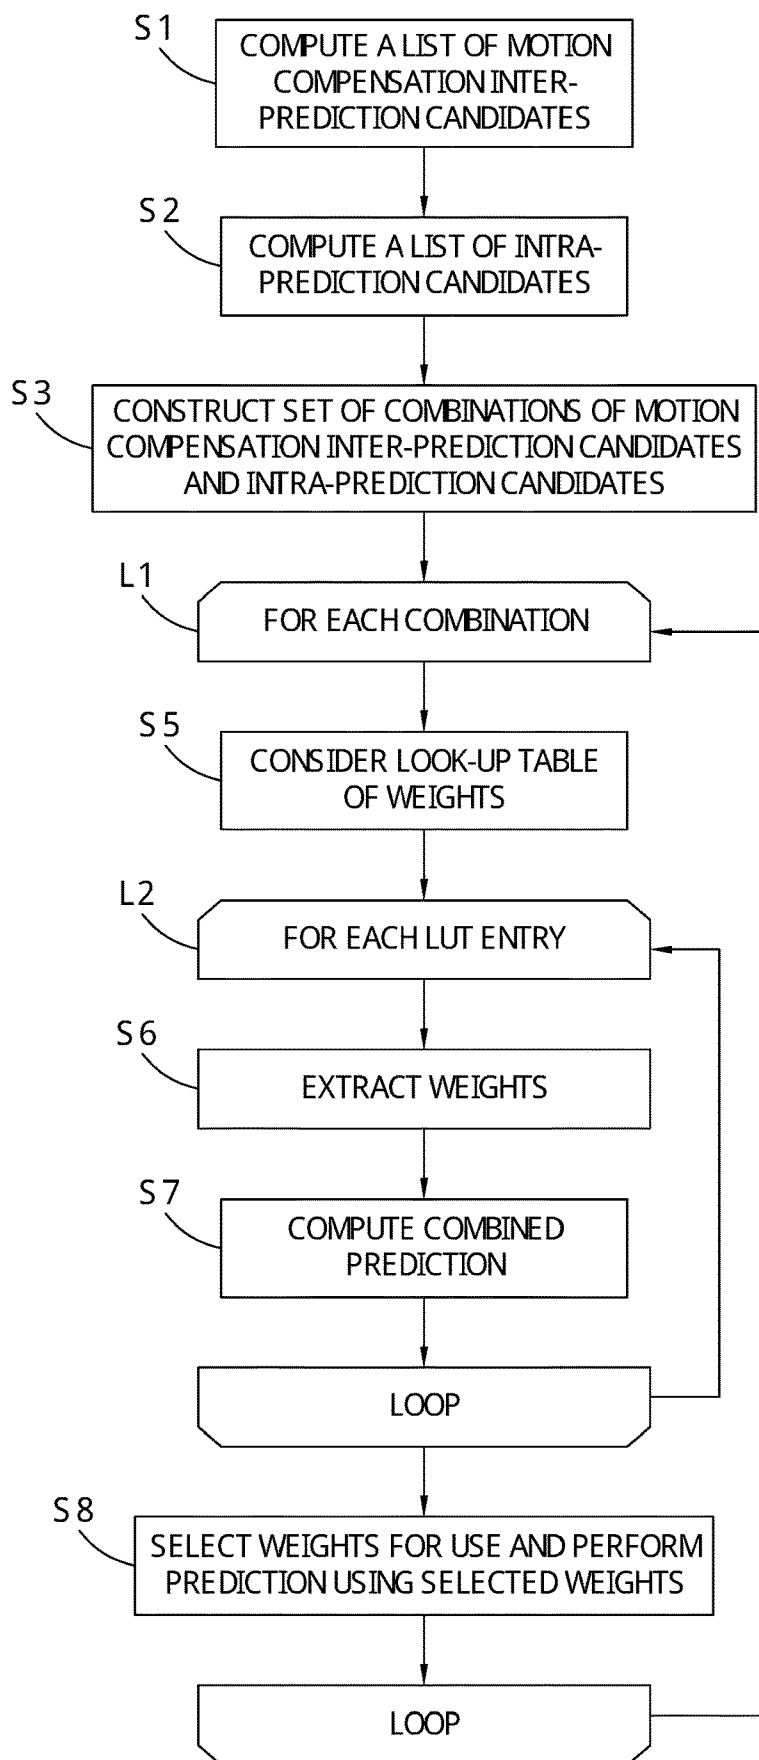 S1
COMPUTE A LIST OF MOTION
COMPENSATION INTER-
PREDICTION CANDIDATES
S2
COMPUTE A LIST OF INTRA-
PREDICTION CANDIDATES
S3
CONSTRUCT SET OF COMBINATIONS OF MOTION
COMPENSATION INTER-PREDICTION CANDIDATES
AND INTRA-PREDICTION CANDIDATES
L1
FOR EACH COMBINATION
S5
CONSIDER LOOK-UP TABLE
OF WEIGHTS
L2
FOR EACH LUT ENTRY
S6
EXTRACT WEIGHTS
S7
COMPUTE COMBINED
PREDICTION
LOOP
S8
SELECT WEIGHTS FOR USE AND PERFORM
PREDICTION USING SELECTED WEIGHTS
LOOP